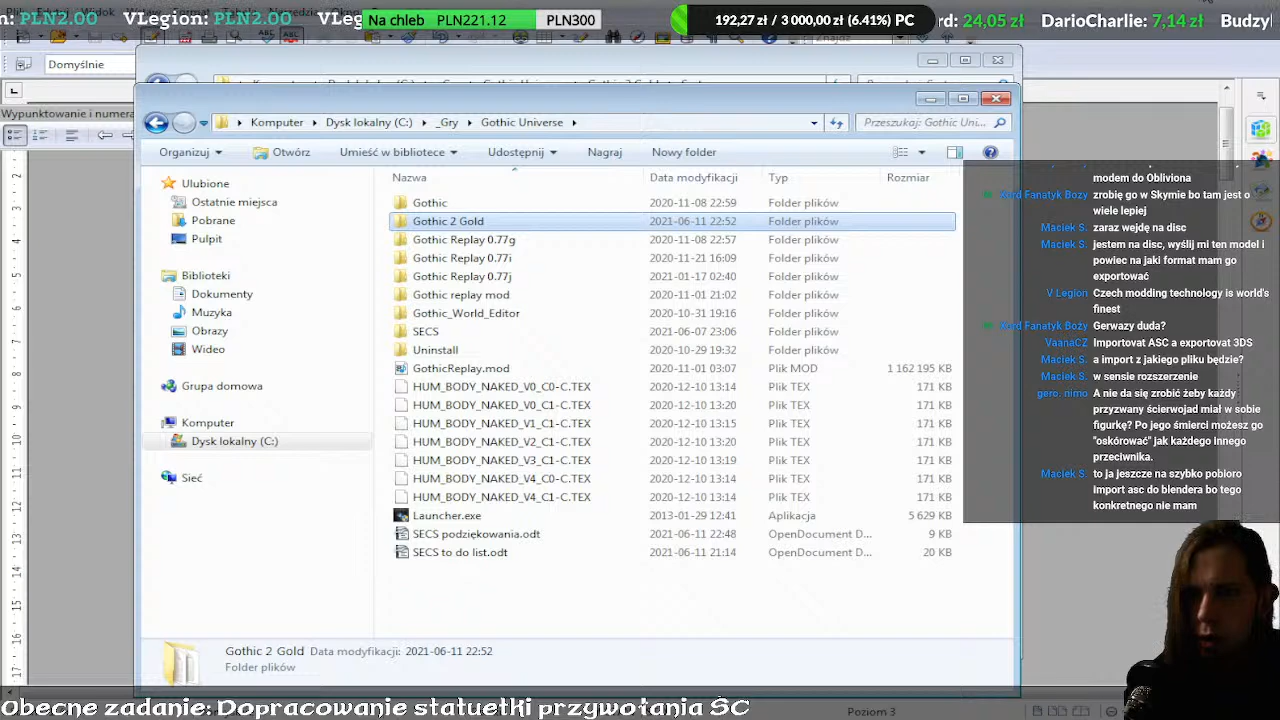 n: PLN2.00 VLegion: PLN2.00 VLeg
Na chleb PLN221.12 PLN300
192,27 zł / 3 000,00 zł (6.41%) PC
rd: 24,05 zł DarioCharlie: 7,14 zł Budzy
Domyślnie
Wypunktowanie i numera
Komputer
Dysk lokalny (C:)
_Gry
Gothic Universe
Przeszukaj: Gothic Uni...
Organizuj
Otwórz
Umieść w bibliotece
Udostępnij
Nagraj
Nowy folder
Nazwa Data modyfikacji Typ Rozmiar
Ulubione
Ostatnie miejsca
Pobrane
Pulpit
Biblioteki
Dokumenty
Muzyka
Obrazy
Wideo
Grupa domowa
Komputer
Dysk lokalny (C:)
Sieć
Gothic 2020-11-08 22:59 Folder plików
Gothic 2 Gold 2021-06-11 22:52 Folder plików
Gothic Replay 0.77g 2020-11-08 22:57 Folder plików
Gothic Replay 0.77i 2020-11-21 16:09 Folder plików
Gothic Replay 0.77j 2021-01-17 02:40 Folder plików
Gothic replay mod 2020-11-01 21:02 Folder plików
Gothic_World_Editor 2020-10-31 19:16 Folder plików
SECS 2021-06-07 23:06 Folder plików
Uninstall 2020-10-29 19:32 Folder plików
GothicReplay.mod 2020-11-01 03:07 Plik MOD 1 162 195 KB
HUM_BODY_NAKED_V0_C0-C.TEX 2020-12-10 13:14 Plik TEX 171 KB
HUM_BODY_NAKED_V0_C1-C.TEX 2020-12-10 13:20 Plik TEX 171 KB
HUM_BODY_NAKED_V1_C1-C.TEX 2020-12-10 13:15 Plik TEX 171 KB
HUM_BODY_NAKED_V2_C1-C.TEX 2020-12-10 13:20 Plik TEX 171 KB
HUM_BODY_NAKED_V3_C1-C.TEX 2020-12-10 13:19 Plik TEX 171 KB
HUM_BODY_NAKED_V4_C0-C.TEX 2020-12-10 13:14 Plik TEX 171 KB
HUM_BODY_NAKED_V4_C1-C.TEX 2020-12-10 13:14 Plik TEX 171 KB
Launcher.exe 2013-01-29 12:41 Aplikacja 5 629 KB
SECS podziękowania.odt 2021-06-11 22:48 OpenDocument D... 9 KB
SECS to do list.odt 2021-06-11 21:14 OpenDocument D... 20 KB
Gothic 2 Gold Data modyfikacji: 2021-06-11 22:52
Folder plików
modem do Obliviona
Kord Fanatyk Bozy zrobię go w Skymie bo tam jest o
wiele lepiej
Maciek S. zaraz wejdę na disc
Maciek S. jestem na disc, wyślij mi ten model i
powiec na jaki format mam go
exportować
V Legion Czech modding technology is world's
finest
Kord Fanatyk Bozy Gerwazy duda?
VaanaCZ Importovat ASC a exportovat 3DS
Maciek S. a import z jakiego pliku będzie?
Maciek S. w sensie rozszerzenie
gero. nimo A nie da się zrobić żeby każdy
przyzwany ścierwojad miał w sobie
figurkę? Po jego śmierci możesz go
"oskórować" jak każdego innego
przeciwnika.
Maciek S. to ja jeszcze na szybko pobioro
Import asc do blendera bo tego
konkretnego nie mam
Obecne zadanie: Dopracowanie statuetki przywołania ŚC
Poziom 3